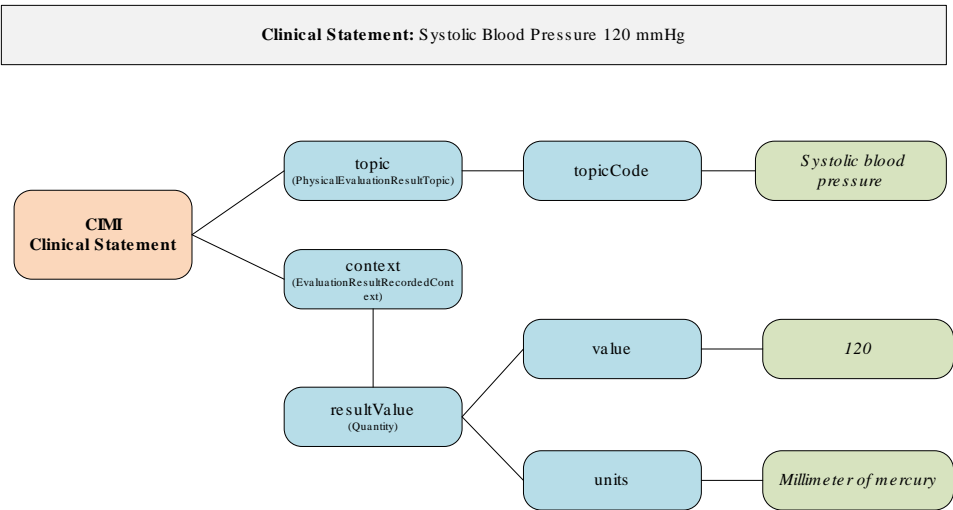 Clinical Statement: Systolic Blood Pressure 120 mmHg
topic
(PhysicalEvaluationResultTopic)
topicCode
Systolic blood
pressure
CIMI
Clinical Statement
context
(EvaluationResultRecordedCont
ext)
value
120
resultValue
(Quantity)
units
Millimeter of mercury